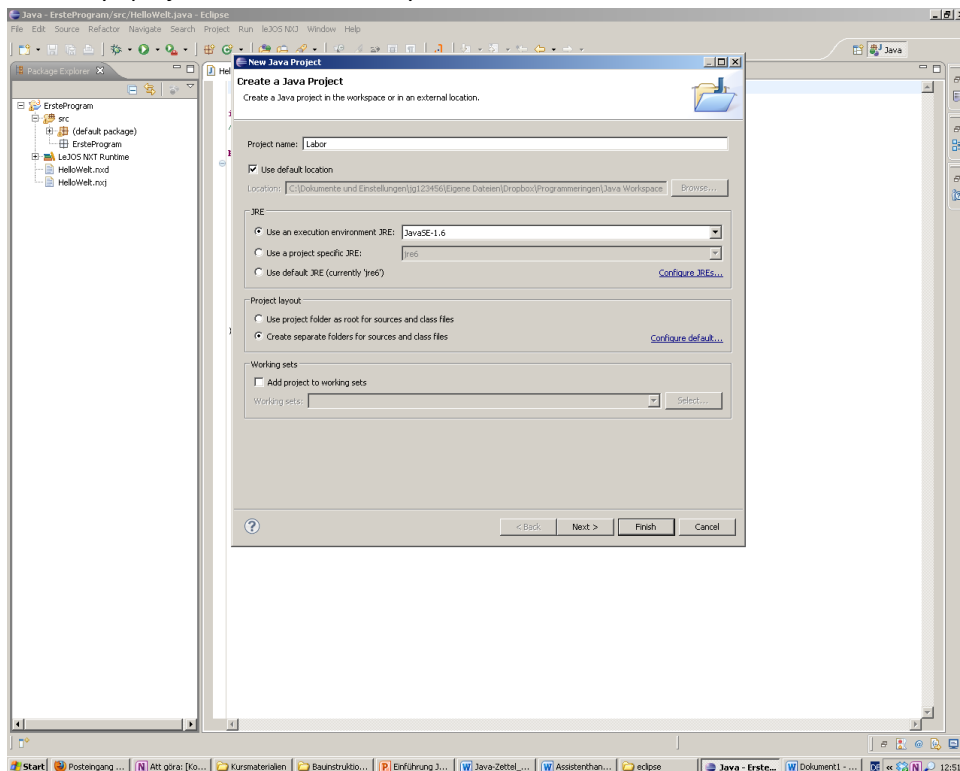 Java - ErsteProgram/src/HelloWelt.java - Eclipse
File Edit Source Refactor Navigate Search Project Run leJOS NXJ Window Help
Java
Package Explorer
Hel
New Java Project
Create a Java Project
Create a Java project in the workspace or in an external location.
ErsteProgram
src
(default package)
ErsteProgram
LeJOS NXT Runtime
HelloWelt.nxd
HelloWelt.nxj
Project name: Labor
Use default location
Location: C:\Dokumente und Einstellungen\jg123456\Eigene Dateien\Dropbox\Programmeringen\Java Workspace Browse...
JRE
Use an execution environment JRE: JavaSE-1.6
Use a project specific JRE: jre6
Use default JRE (currently 'jre6') Configure JREs...
Project layout
Use project folder as root for sources and class files
Create separate folders for sources and class files Configure default...
Working sets
Add project to working sets
Working sets: Select...
? < Back Next > Finish Cancel
Start Posteingang ... Att göra: [Ko... Kursmaterialien Bauinstruktio... Einführung J... Java-Zettel_... Assistenthan... eclipse Java - Erste... Dokument1 - ... DE 12:51